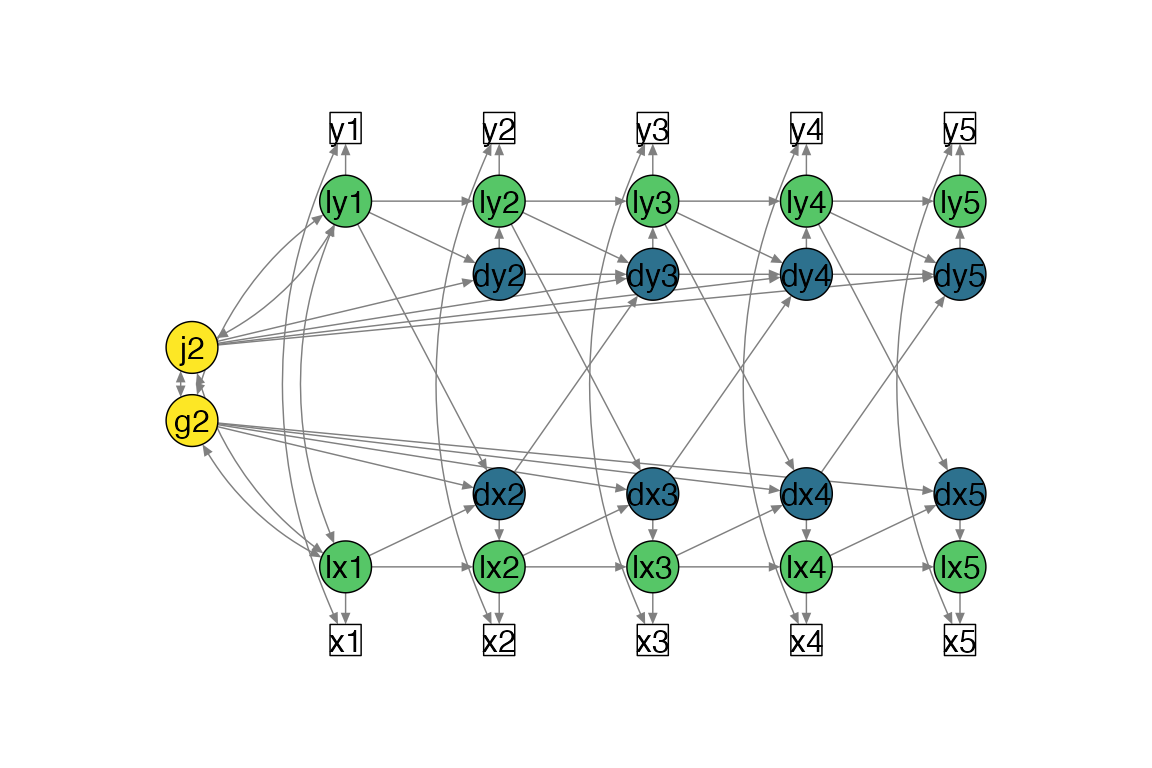 y1 y2 y3 y4 y5
ly1 ly2 ly3 ly4 ly5
dy2 dy3 dy4 dy5
j2
g2
dx2 dx3 dx4 dx5
lx1 lx2 lx3 lx4 lx5
x1 x2 x3 x4 x5